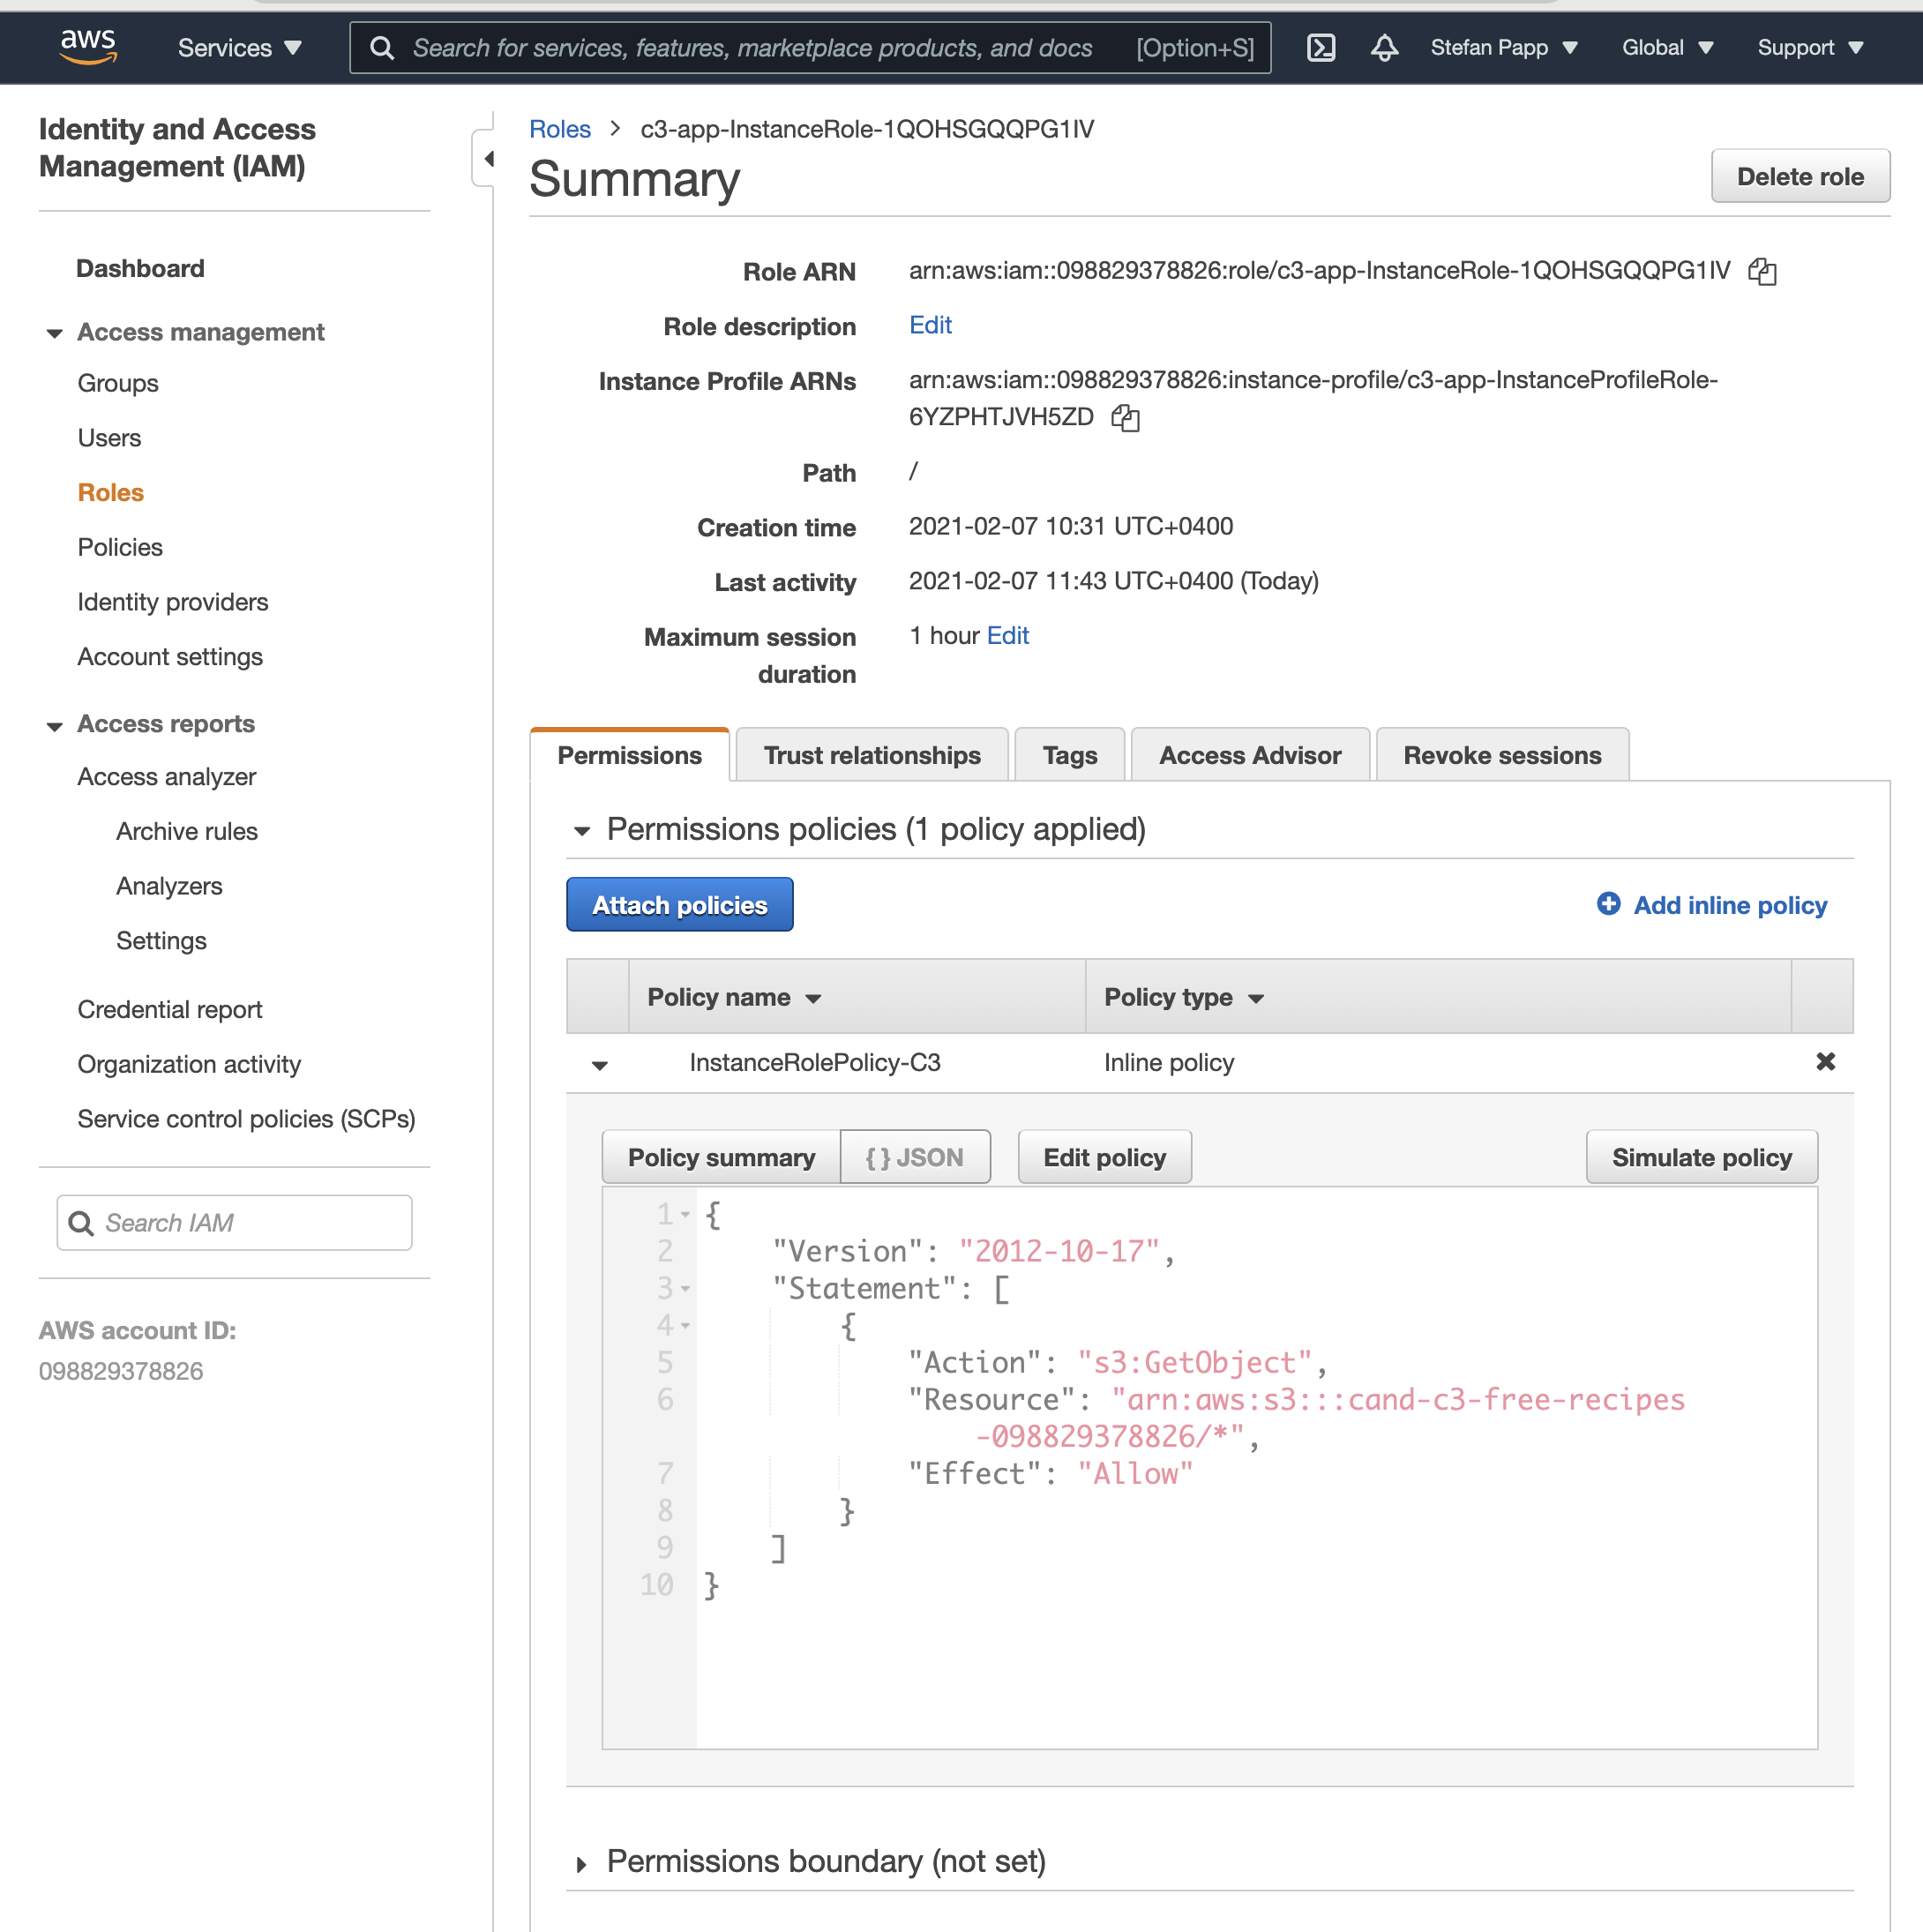 aws
Services
Search for services, features, marketplace products, and docs [Option+S]
Stefan Papp
Global
Support
Identity and Access
Management (IAM)
Dashboard
Access management
Groups
Users
Roles
Policies
Identity providers
Account settings
Access reports
Access analyzer
Archive rules
Analyzers
Settings
Credential report
Organization activity
Service control policies (SCPs)
Search IAM
AWS account ID:
098829378826
Roles > c3-app-InstanceRole-1QOHSGQQPG1IV
Summary
Delete role
Role ARN arn:aws:iam::098829378826:role/c3-app-InstanceRole-1QOHSGQQPG1IV
Role description Edit
Instance Profile ARNs arn:aws:iam::098829378826:instance-profile/c3-app-InstanceProfileRole-
6YZPHTJVH5ZD
Path /
Creation time 2021-02-07 10:31 UTC+0400
Last activity 2021-02-07 11:43 UTC+0400 (Today)
Maximum session 1 hour Edit
duration
Permissions
Trust relationships
Tags
Access Advisor
Revoke sessions
Permissions policies (1 policy applied)
Attach policies
Add inline policy
Policy name
Policy type
InstanceRolePolicy-C3
Inline policy
Policy summary
{ } JSON
Edit policy
Simulate policy
1 {
2 "Version": "2012-10-17",
3 "Statement": [
4 {
5 "Action": "s3:GetObject",
6 "Resource": "arn:aws:s3:::cand-c3-free-recipes
-098829378826/*",
7 "Effect": "Allow"
8 }
9 ]
10 }
Permissions boundary (not set)